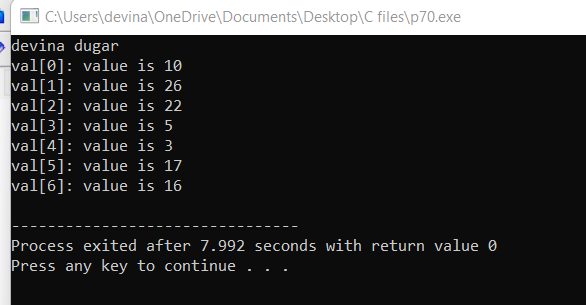 C:\Users\devina\OneDrive\Documents\Desktop\C files\p70.exe
devina dugar
val[0]: value is 10
val[1]: value is 26
val[2]: value is 22
val[3]: value is 5
val[4]: value is 3
val[5]: value is 17
val[6]: value is 16
--------------------------------
Process exited after 7.992 seconds with return value 0
Press any key to continue . . .